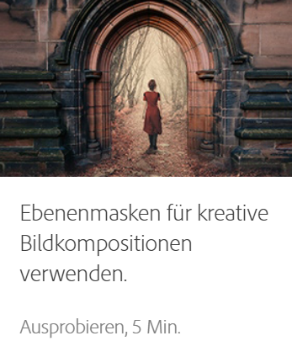 Ebenenmasken für kreative
Bildkompositionen
verwenden.
Ausprobieren, 5 Min.